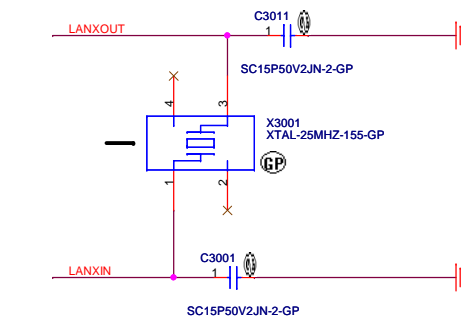 C3011
LANXOUT
1
SC15P50V2JN-2-GP
4
3
X3001
XTAL-25MHZ-155-GP
GP
1
2
C3001
LANXIN
1
SC15P50V2JN-2-GP